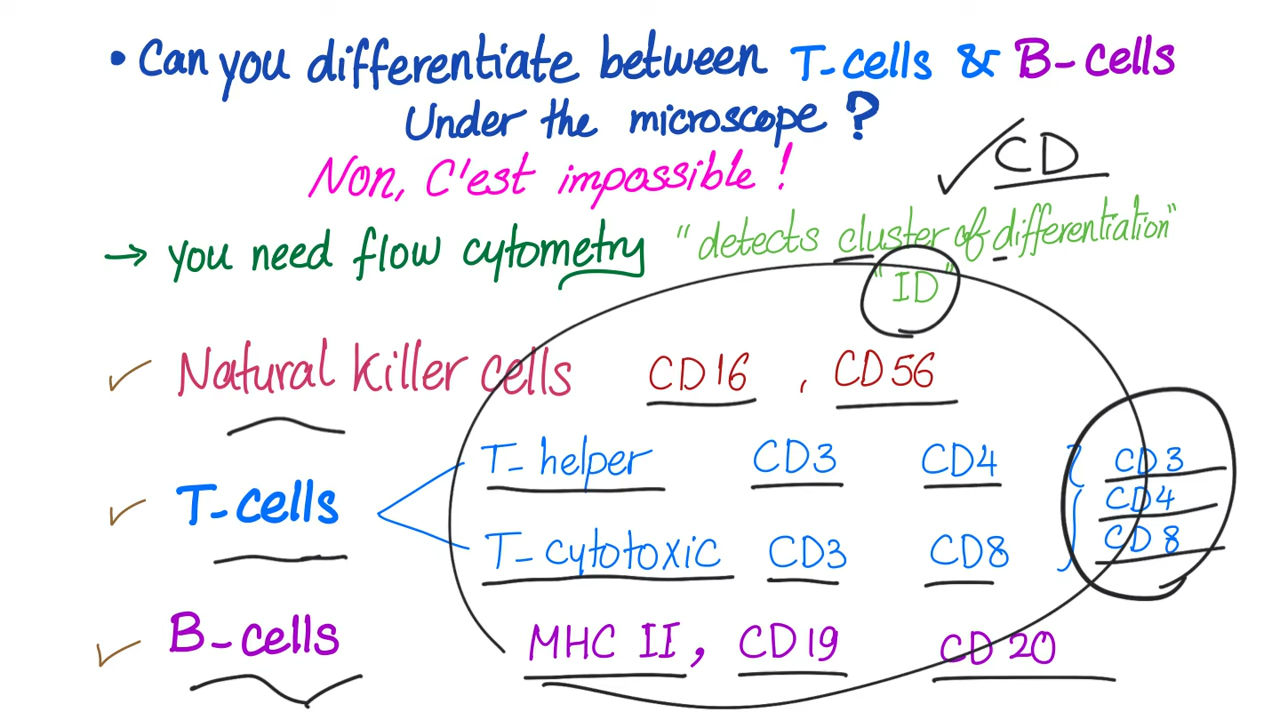 • Can you differentiate between T-cells & B-cells
Under the microscope ?
Non, C'est impossible !
✓ CD
→ you need flow cytometry "detects cluster of differentiation"
"ID"
✓ Natural killer cells CD16 , CD56
T-helper CD3 CD4 } CD3
✓ T-cells CD4
T-cytotoxic CD3 CD8 } CD8
✓ B-cells MHC II, CD19 CD20